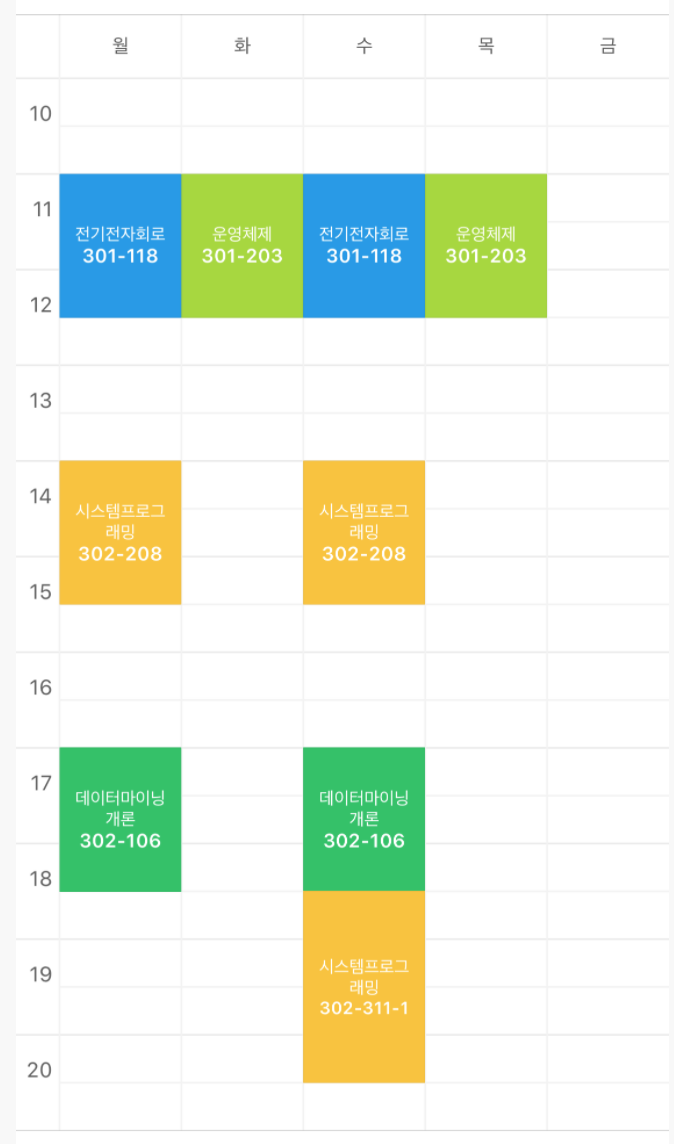 월 화 수 목 금
10
11
전기전자회로
301-118
운영체제
301-203
전기전자회로
301-118
운영체제
301-203
12
13
14
시스템프로그
래밍
302-208
시스템프로그
래밍
302-208
15
16
17
데이터마이닝
개론
302-106
데이터마이닝
개론
302-106
18
19
시스템프로그
래밍
302-311-1
20